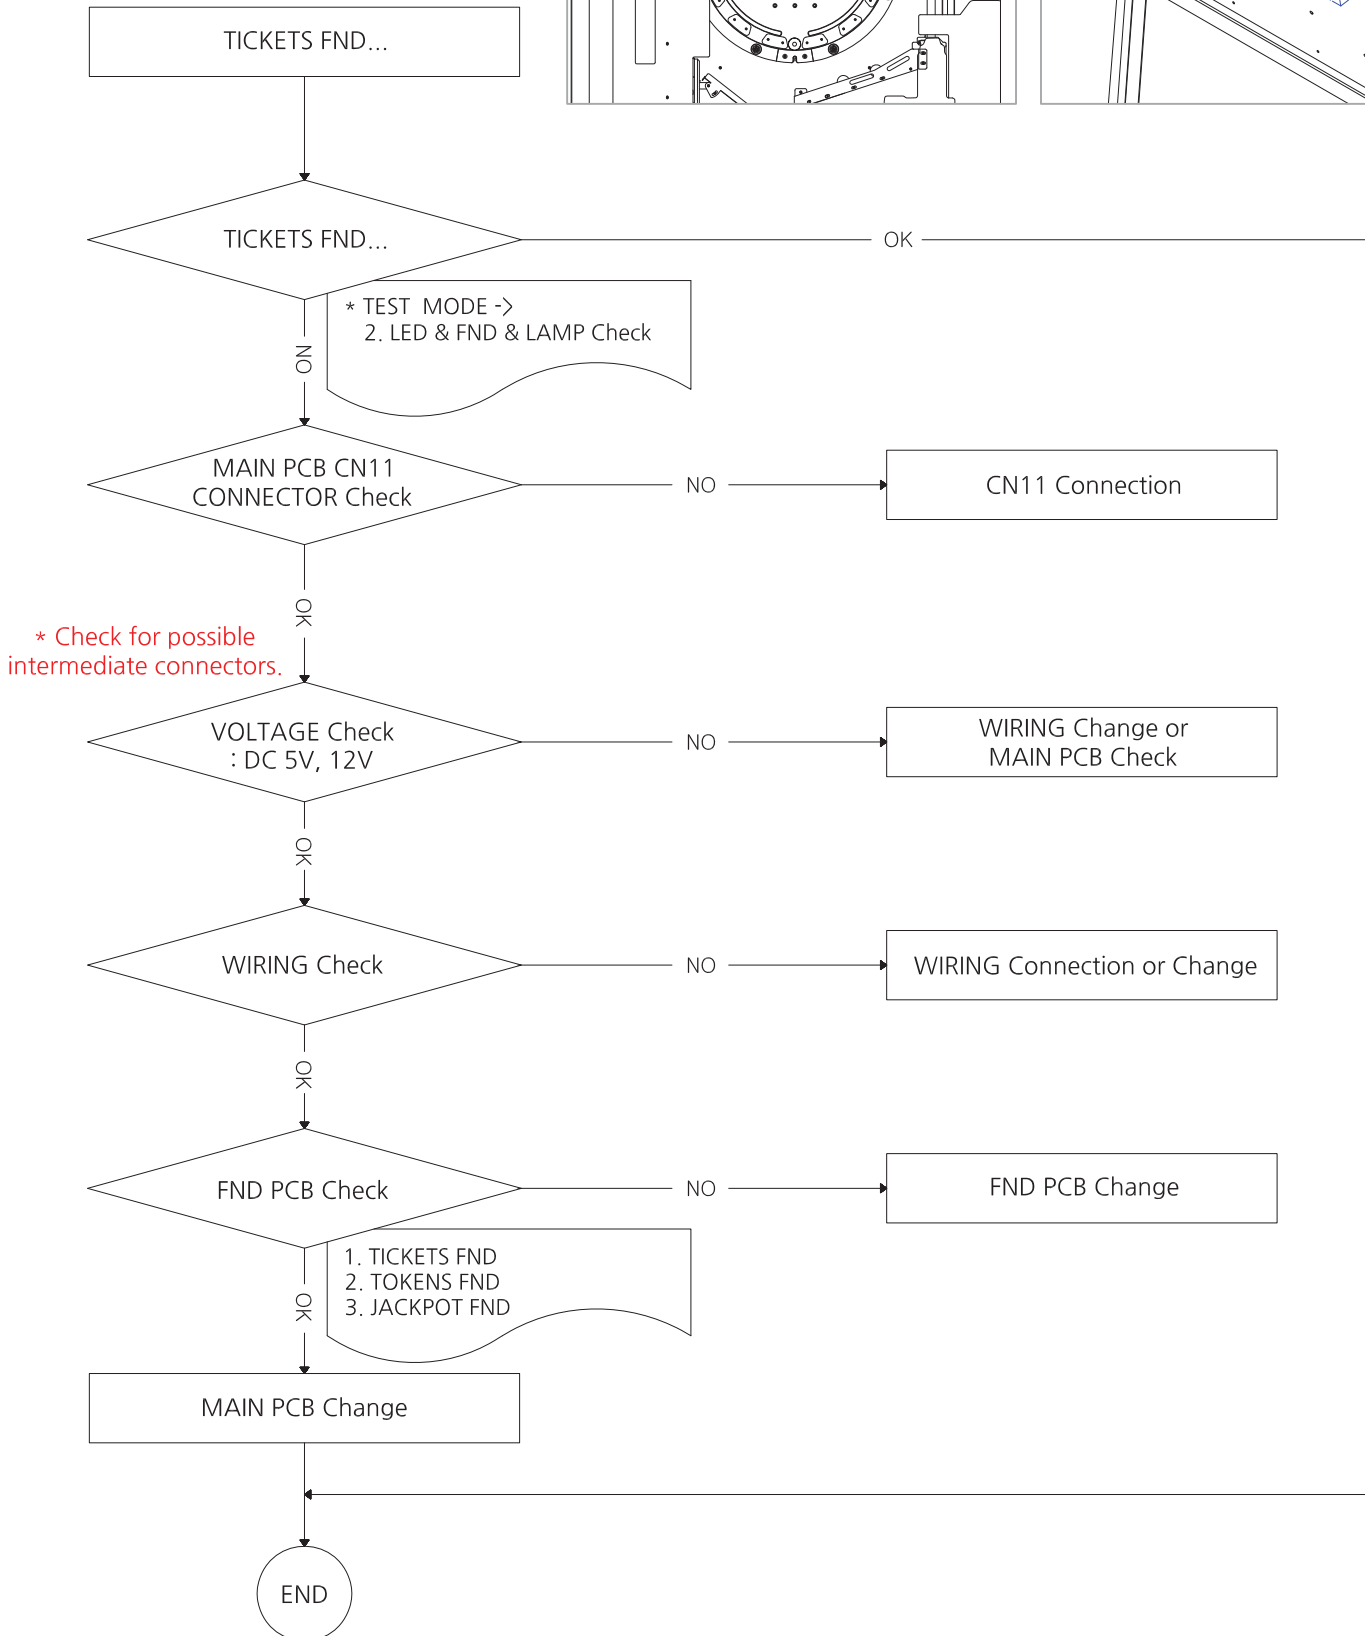 TICKETS FND...
TICKETS FND...
OK
* TEST  MODE ->
2. LED & FND & LAMP Check
NO
MAIN PCB CN11
CONNECTOR Check
NO
CN11 Connection
OK
* Check for possible
intermediate connectors.
VOLTAGE Check
: DC 5V, 12V
NO
WIRING Change or
MAIN PCB Check
OK
WIRING Check
NO
WIRING Connection or Change
OK
FND PCB Check
NO
FND PCB Change
1. TICKETS FND
2. TOKENS FND
3. JACKPOT FND
OK
MAIN PCB Change
END